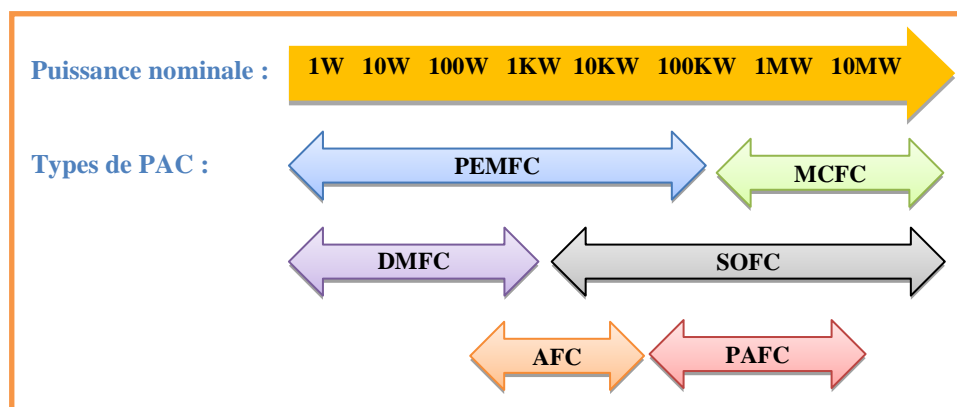 Puissance nominale : 1W 10W 100W 1KW 10KW 100KW 1MW 10MW
Types de PAC : PEMFC MCFC
DMFC SOFC
AFC PAFC